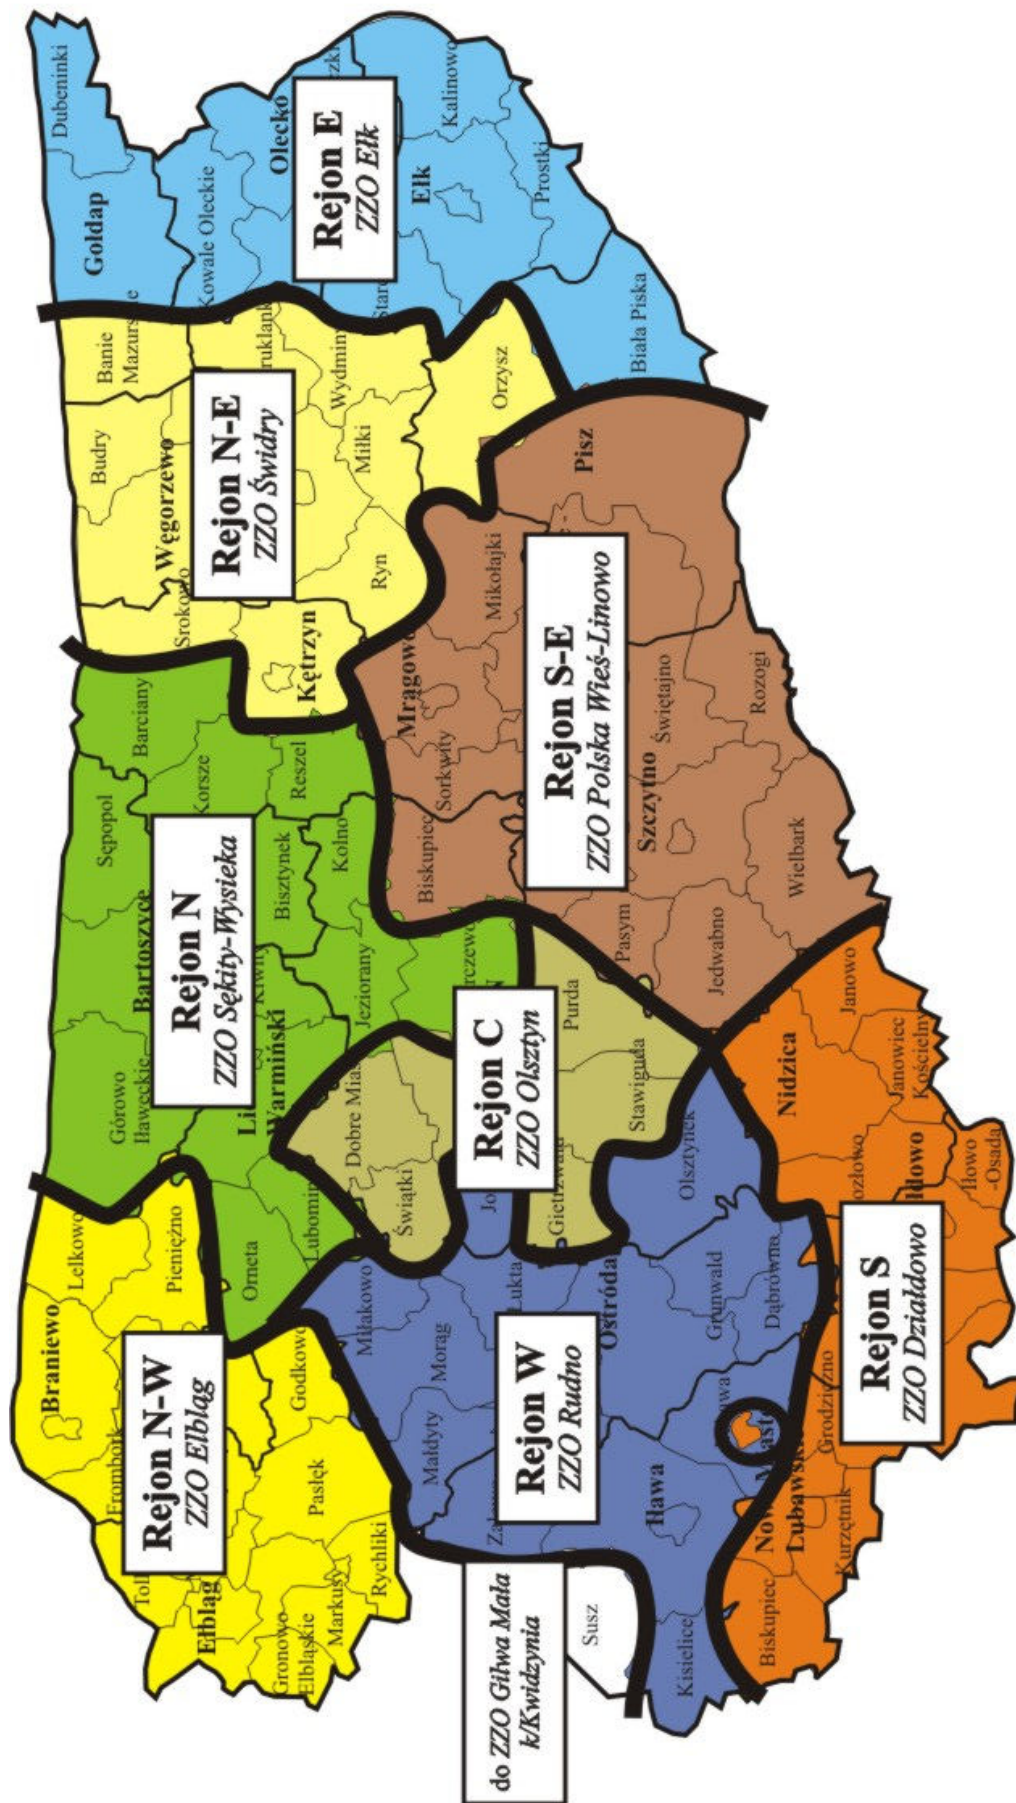 Braniewo
Lelkowo
Frombork
Pieniężno
Rejon N-W
ZZO Elbląg
Elbląg
Gronowo
Elbląskie
Markusy
Rychliki
Pasłęk
Godkowo
Górowo
Iławeckie
Bartoszyce
Sępopol
Barciany
Korsze
Rejon N
ZZO Sękity-Wysieka
Bisztynek
Reszel
Kolno
Kiwity
Warmiński
Orneta
Jeziorany
Srokowo
Węgorzewo
Budry
Banie
Rejon N-E
ZZO Świdry
Kętrzyn
Ryn
Miłki
Wydminy
Orzysz
Gołdap
Dubeninki
Kowale Oleckie
Olecko
Rejon E
ZZO Ełk
Ełk
Kalinowo
Prostki
Biała Piska
Świątki
Rejon C
ZZO Olsztyn
Purda
Stawiguda
Miłakowo
Małdyty
Morąg
Łukta
Rejon W
ZZO Rudno
Ostróda
Olsztynek
Grunwald
Dąbrówno
Iława
Kisielice
Susz
do ZZO Gilwa Mała
k/Kwidzynia
Biskupiec
Sorkwity
Mrągowo
Mikołajki
Rejon S-E
ZZO Polska Wieś-Linowo
Pisz
Pasym
Szczytno
Świętajno
Jedwabno
Wielbark
Rozogi
Biskupiec
Lubawskie
Kurzętnik
Grodziczno
Rejon S
ZZO Działdowo
Nidzica
Janowo
Janowiec
Kościelny
Iłowo
-Osada